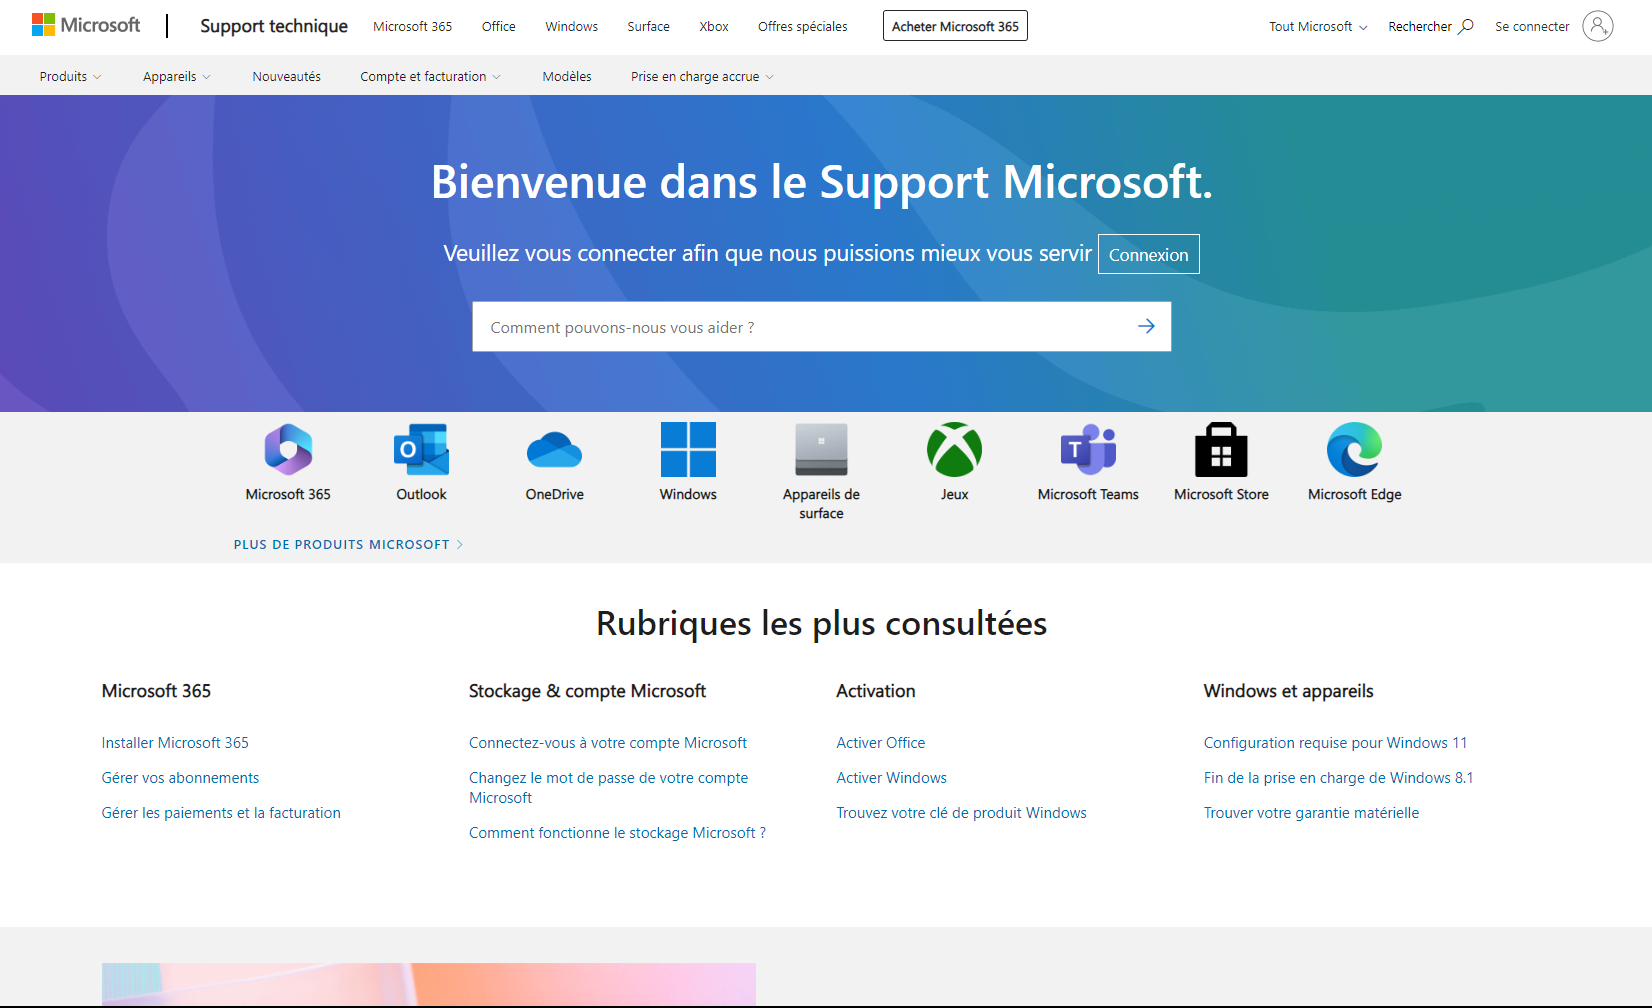 Microsoft Support technique Microsoft 365 Office Windows Surface Xbox Offres spéciales Acheter Microsoft 365 Tout Microsoft Rechercher Se connecter
Produits Appareils Nouveautés Compte et facturation Modèles Prise en charge accrue
Bienvenue dans le Support Microsoft.
Veuillez vous connecter afin que nous puissions mieux vous servir Connexion
Comment pouvons-nous vous aider ?
Microsoft 365
Outlook
OneDrive
Windows
Appareils de
surface
Jeux
Microsoft Teams
Microsoft Store
Microsoft Edge
PLUS DE PRODUITS MICROSOFT
Rubriques les plus consultées
Microsoft 365
Installer Microsoft 365
Gérer vos abonnements
Gérer les paiements et la facturation
Stockage & compte Microsoft
Connectez-vous à votre compte Microsoft
Changez le mot de passe de votre compte
Microsoft
Comment fonctionne le stockage Microsoft ?
Activation
Activer Office
Activer Windows
Trouvez votre clé de produit Windows
Windows et appareils
Configuration requise pour Windows 11
Fin de la prise en charge de Windows 8.1
Trouver votre garantie matérielle